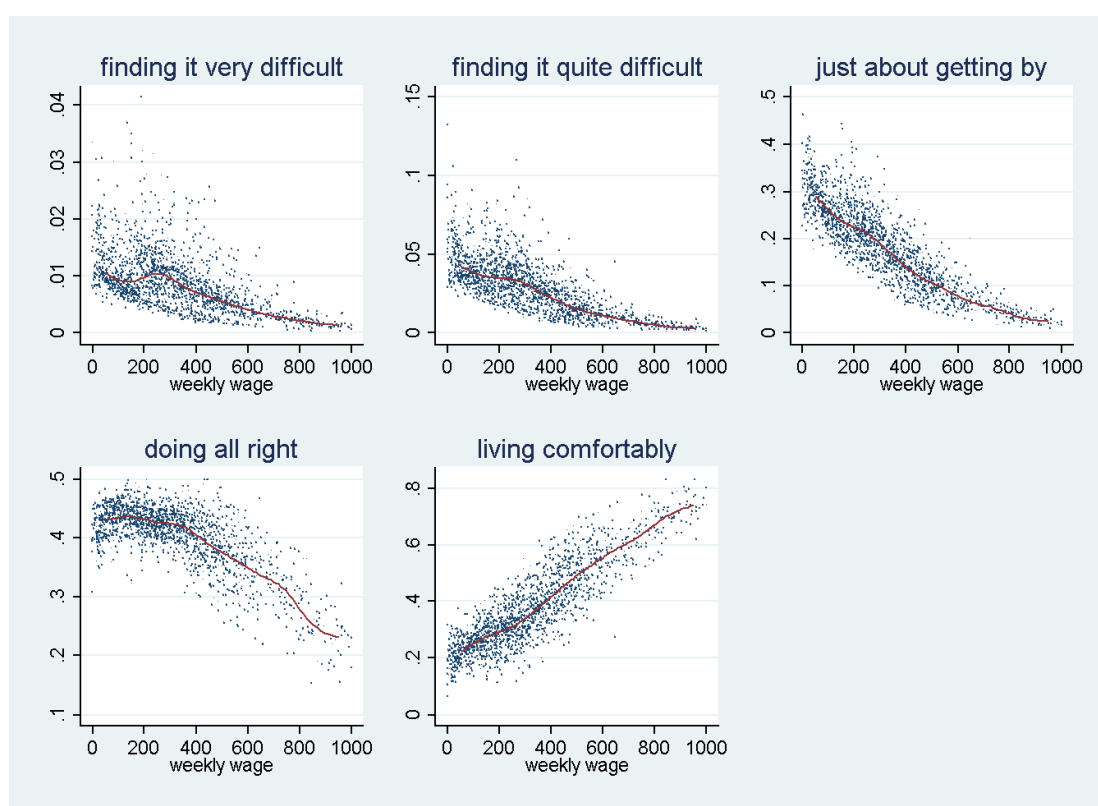 finding it very difficult
.04
.03
.02
.01
0
0 200 400 600 800 1000
weekly wage
finding it quite difficult
.15
.1
.05
0
0 200 400 600 800 1000
weekly wage
just about getting by
.5
.4
.3
.2
.1
0
0 200 400 600 800 1000
weekly wage
doing all right
.5
.4
.3
.2
.1
0 200 400 600 800 1000
weekly wage
living comfortably
.8
.6
.4
.2
0
0 200 400 600 800 1000
weekly wage